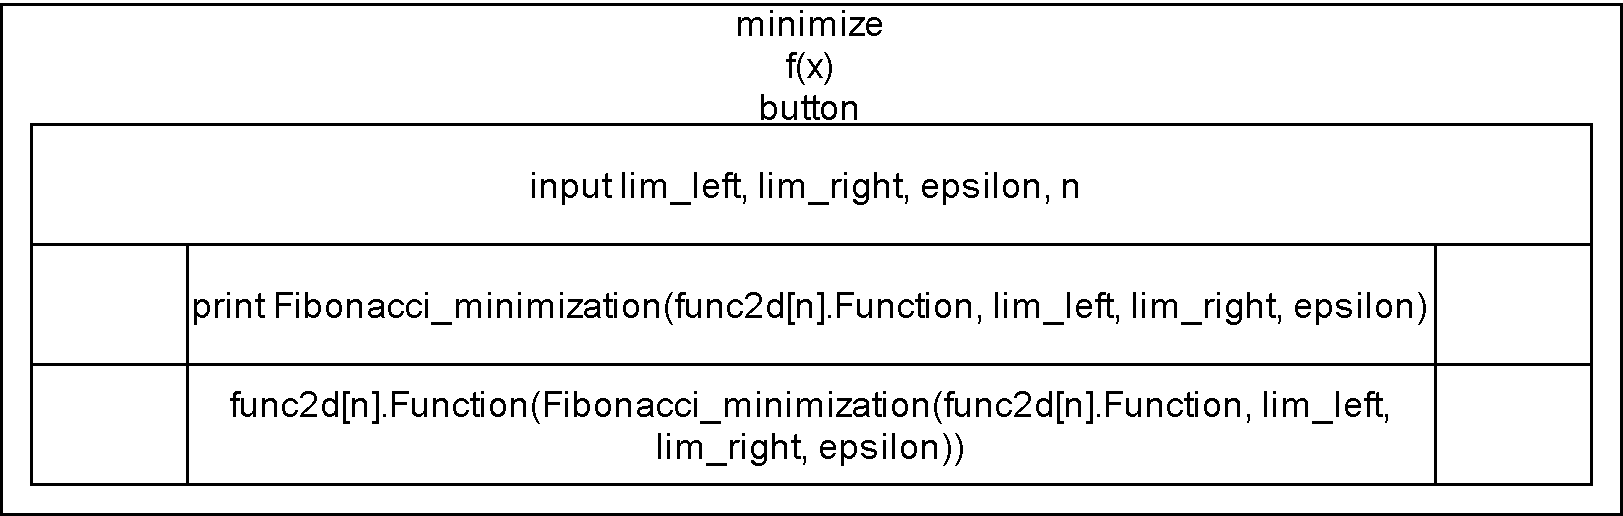 minimize
f(x)
button
input lim_left, lim_right, epsilon, n
print Fibonacci_minimization(func2d[n].Function, lim_left, lim_right, epsilon)
func2d[n].Function(Fibonacci_minimization(func2d[n].Function, lim_left,
lim_right, epsilon))